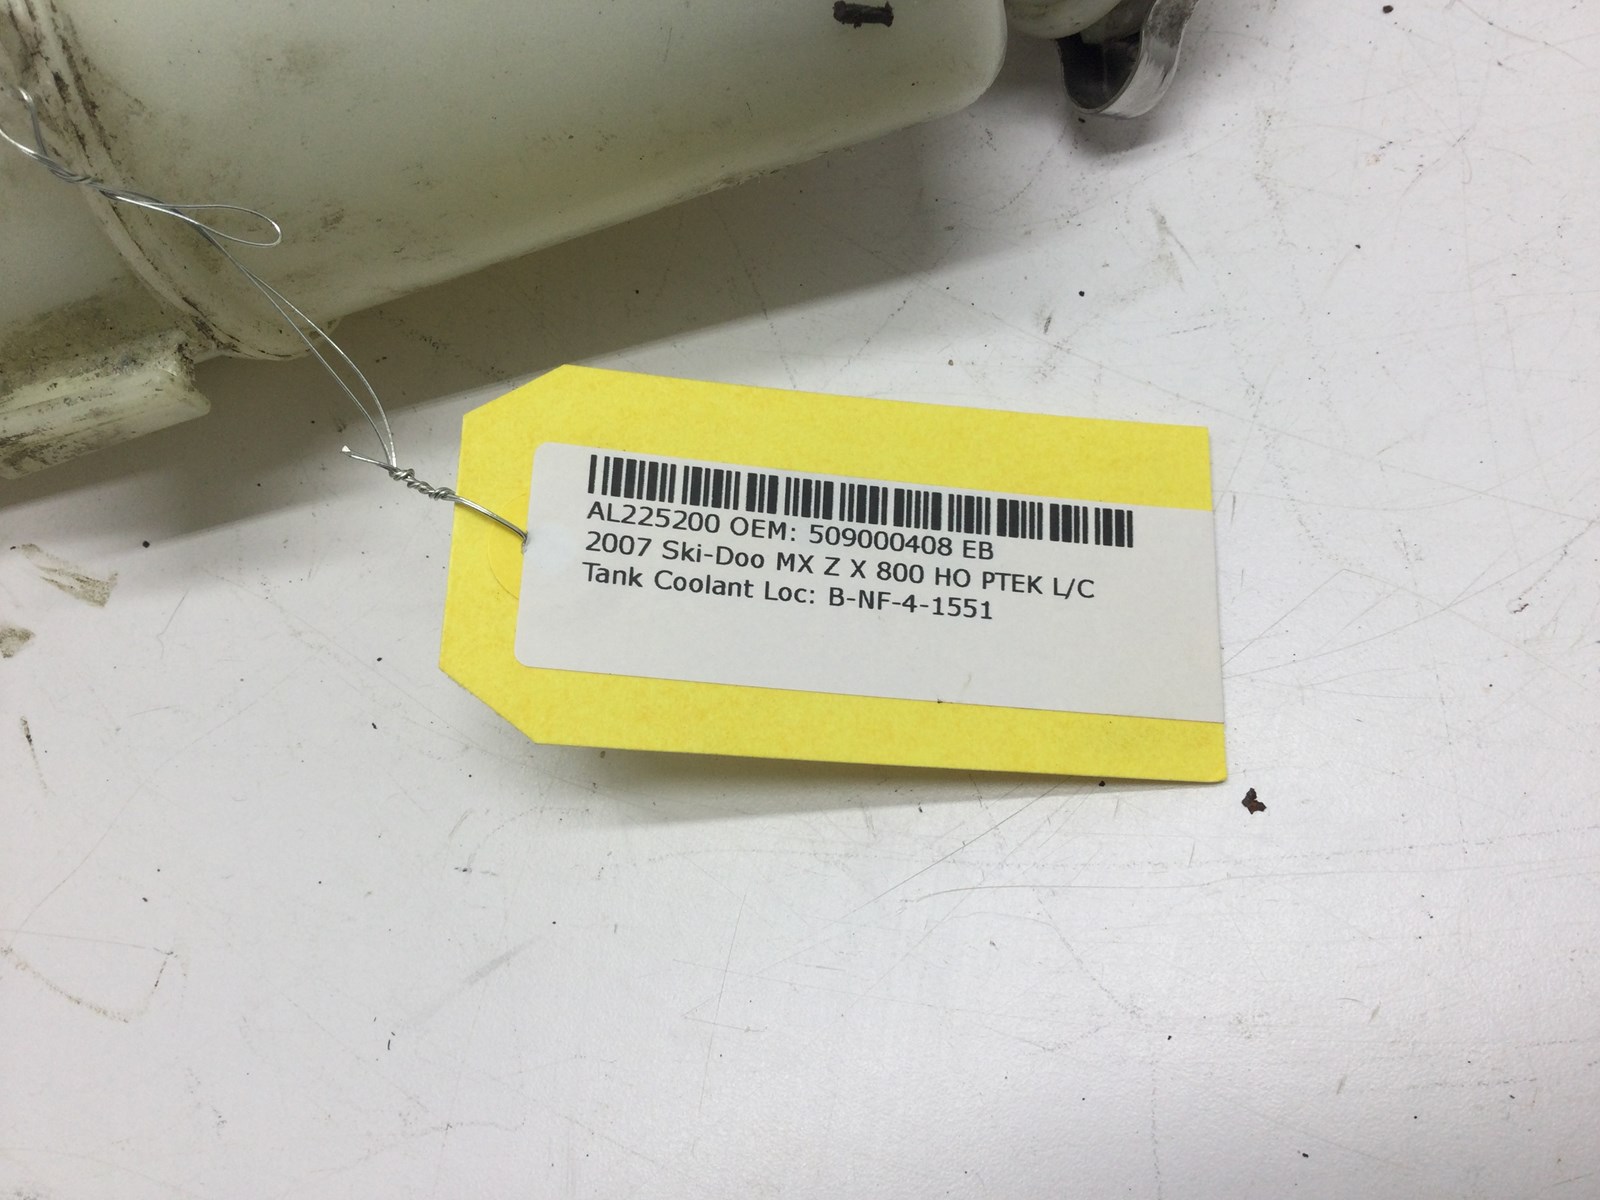 AL225200 OEM: 509000408 EB
2007 Ski-Doo MX Z X 800 HO PTEK L/C
Tank Coolant Loc: B-NF-4-1551